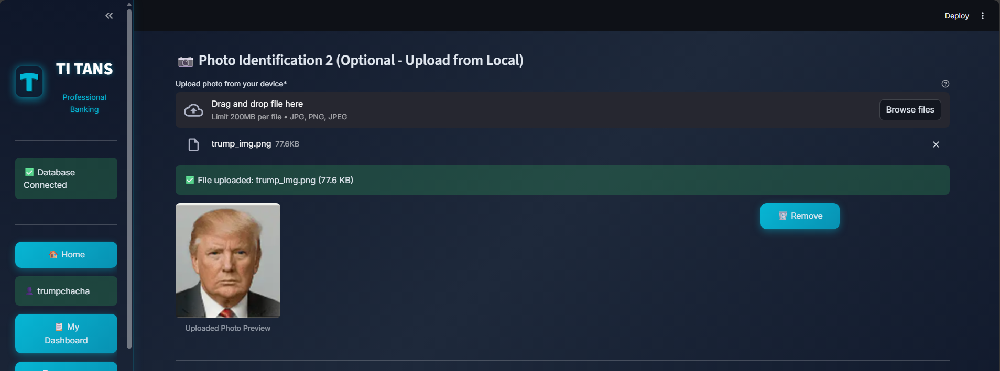 Deploy
TI TANS
Professional
Banking
Database
Connected
Home
trumpchacha
My
Dashboard
Photo Identification 2 (Optional - Upload from Local)
Upload photo from your device*
Drag and drop file here
Limit 200MB per file • JPG, PNG, JPEG
Browse files
trump_img.png 77.6KB
File uploaded: trump_img.png (77.6 KB)
Remove
Uploaded Photo Preview